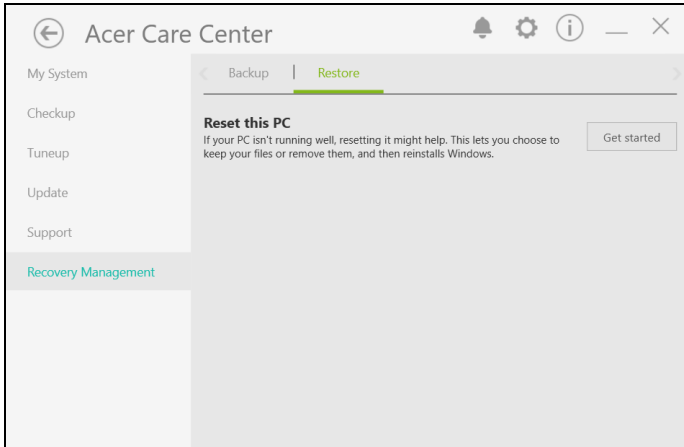 Acer Care Center
My System
Checkup
Tuneup
Update
Support
Recovery Management
Backup
Restore
Reset this PC
If your PC isn't running well, resetting it might help. This lets you choose to
keep your files or remove them, and then reinstalls Windows.
Get started